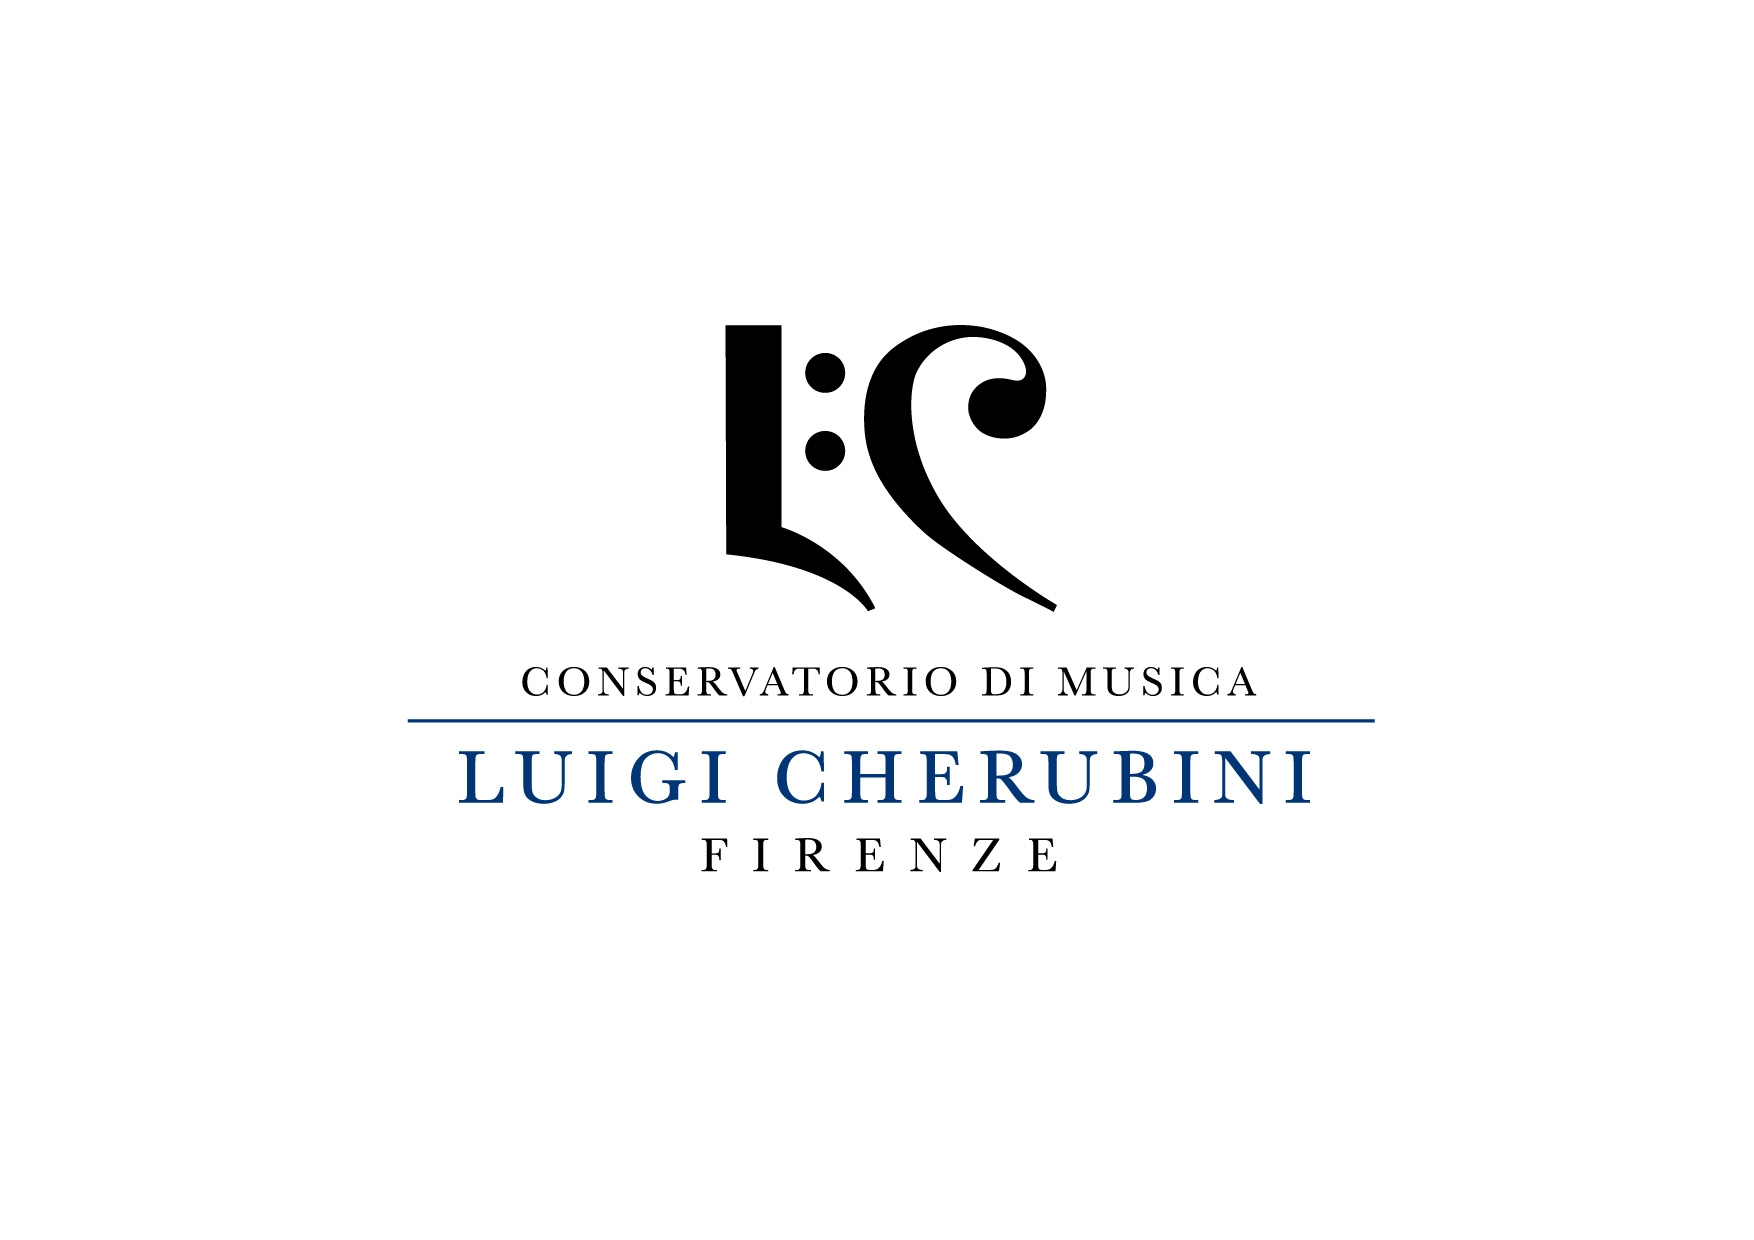 L:C
CONSERVATORIO DI MUSICA
LUIGI CHERUBINI
FIRENZE